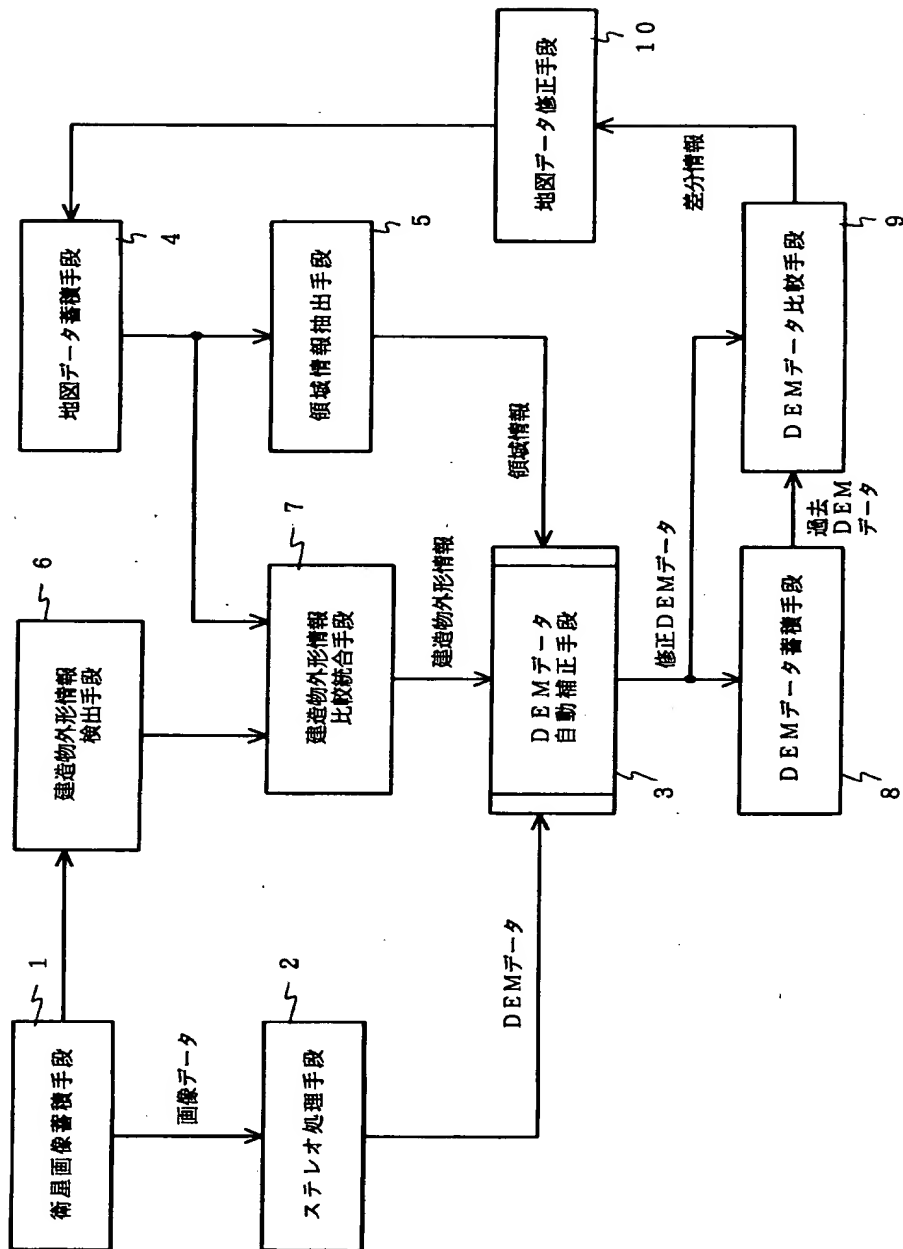 衛星画像蓄積手段
1
画像データ
ステレオ処理手段
2
DEMデータ
建造物外形情報
検出手段
6
建造物外形情報
比較統合手段
7
建造物外形情報
DEMデータ
自動補正手段
3
修正DEMデータ
DEMデータ蓄積手段
8
地図データ蓄積手段
4
領域情報抽出手段
5
領域情報
過去
DEM
データ
DEMデータ比較手段
9
差分情報
地図データ修正手段
10